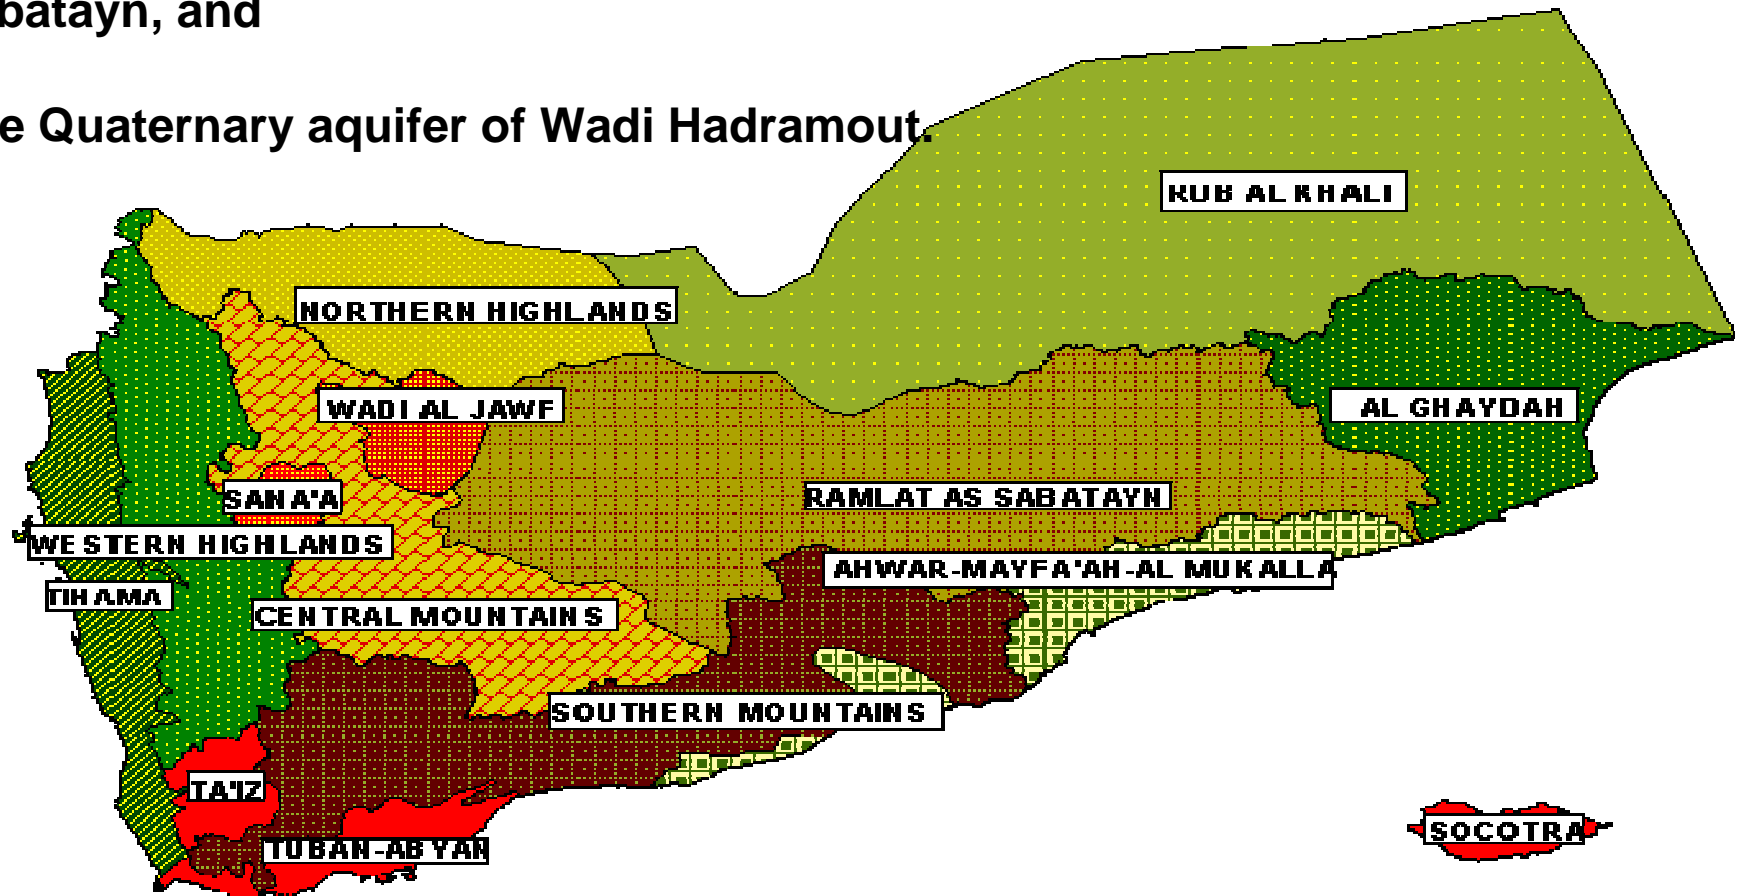 batayn, and
e Quaternary aquifer of Wadi Hadramout.
RUB AL KHALI
NORTHERN HIGHLANDS
WADI AL JAWF
AL GHAYDAH
SANA'A
RAMLAT AS SABATAYN
WESTERN HIGHLANDS
AHWAR-MAYFA'AH-AL MUKALLA
TIHAMA
CENTRAL MOUNTAINS
SOUTHERN MOUNTAINS
TA'IZ
SOCOTRA
TUBAN-ABYAN